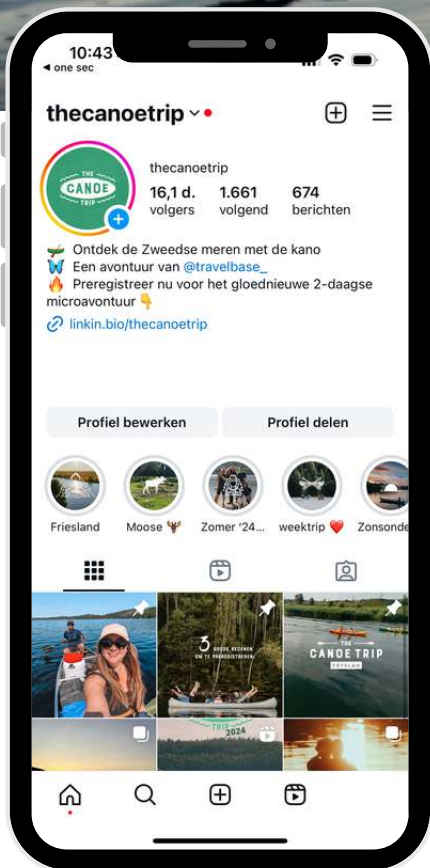 10:43
◀ one sec
thecanoetrip
THE
CANOE
TRIP
thecanoetrip
16,1 d. 1.661 674
volgers volgend berichten
🛶 Ontdek de Zweedse meren met de kano
🦋 Een avontuur van @travelbase_
🔥 Preregistreer nu voor het gloednieuwe 2-daagse
microavontuur 👇
linkin.bio/thecanoetrip
Profiel bewerken Profiel delen
Friesland Moose 🫎 Zomer ‘24... weektrip ❤️ Zonsonde
3 GOEDE REDENEN
OM TE PREREGISTREREN
THE
CANOE TRIP
FRYSLAN
TRIP
2024